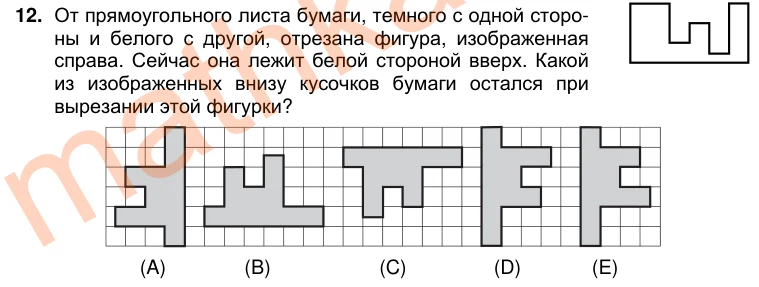 12. От прямоугольного листа бумаги, темного с одной сторо-
ны и белого с другой, отрезана фигура, изображенная
справа. Сейчас она лежит белой стороной вверх. Какой
из изображенных внизу кусочков бумаги остался при
вырезании этой фигурки?
mathka
(A) (B) (C) (D) (E)